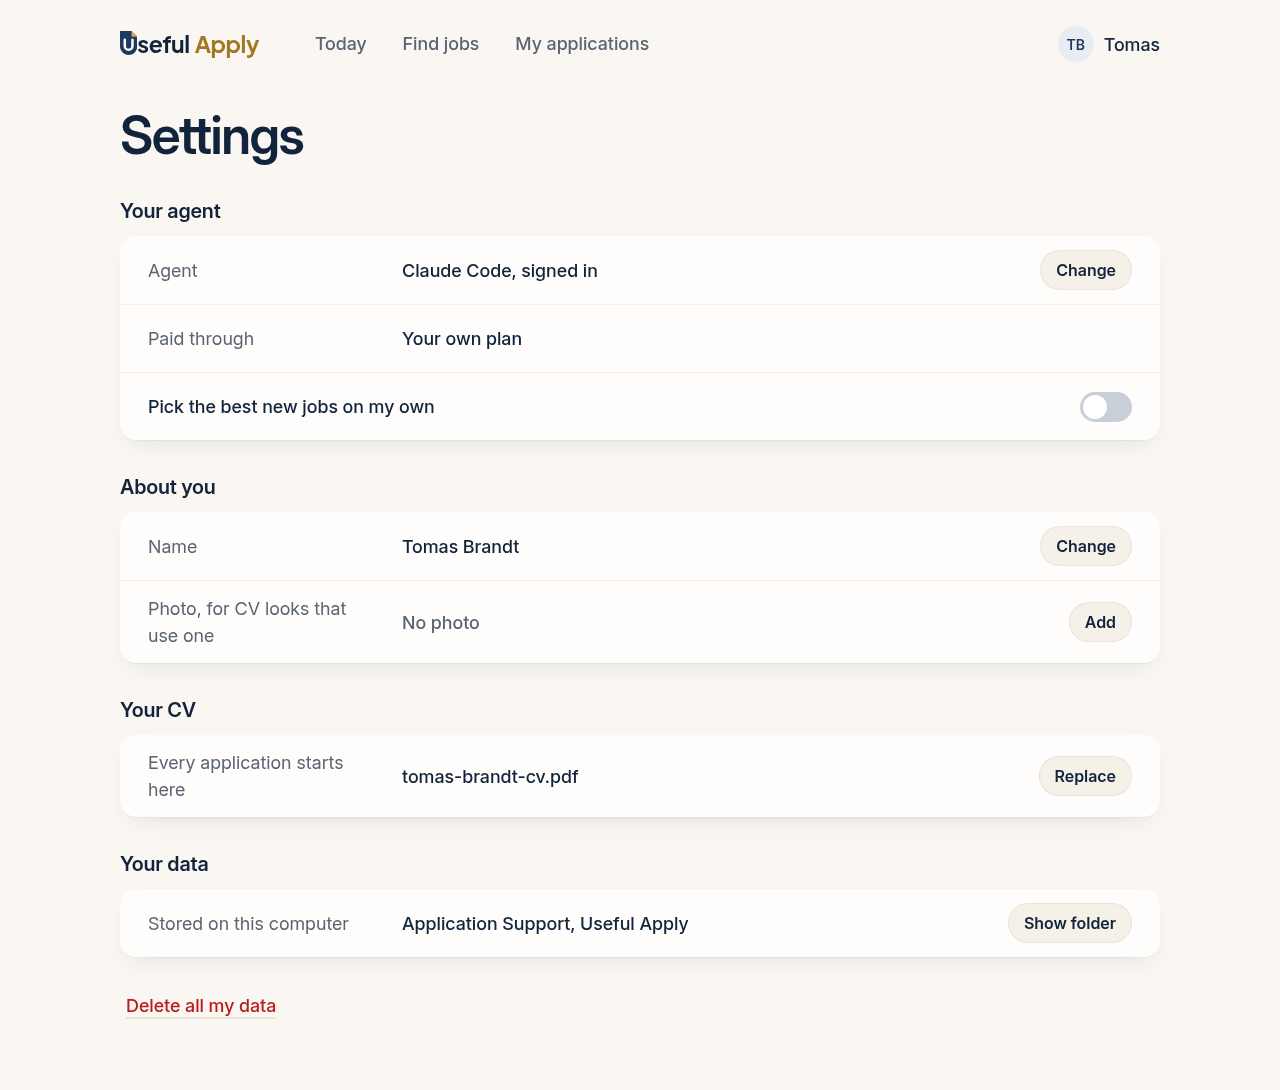 Useful Apply
Today
Find jobs
My applications
TB
Tomas
Settings
Your agent
Agent
Claude Code, signed in
Change
Paid through
Your own plan
Pick the best new jobs on my own
About you
Name
Tomas Brandt
Change
Photo, for CV looks that
use one
No photo
Add
Your CV
Every application starts
here
tomas-brandt-cv.pdf
Replace
Your data
Stored on this computer
Application Support, Useful Apply
Show folder
Delete all my data